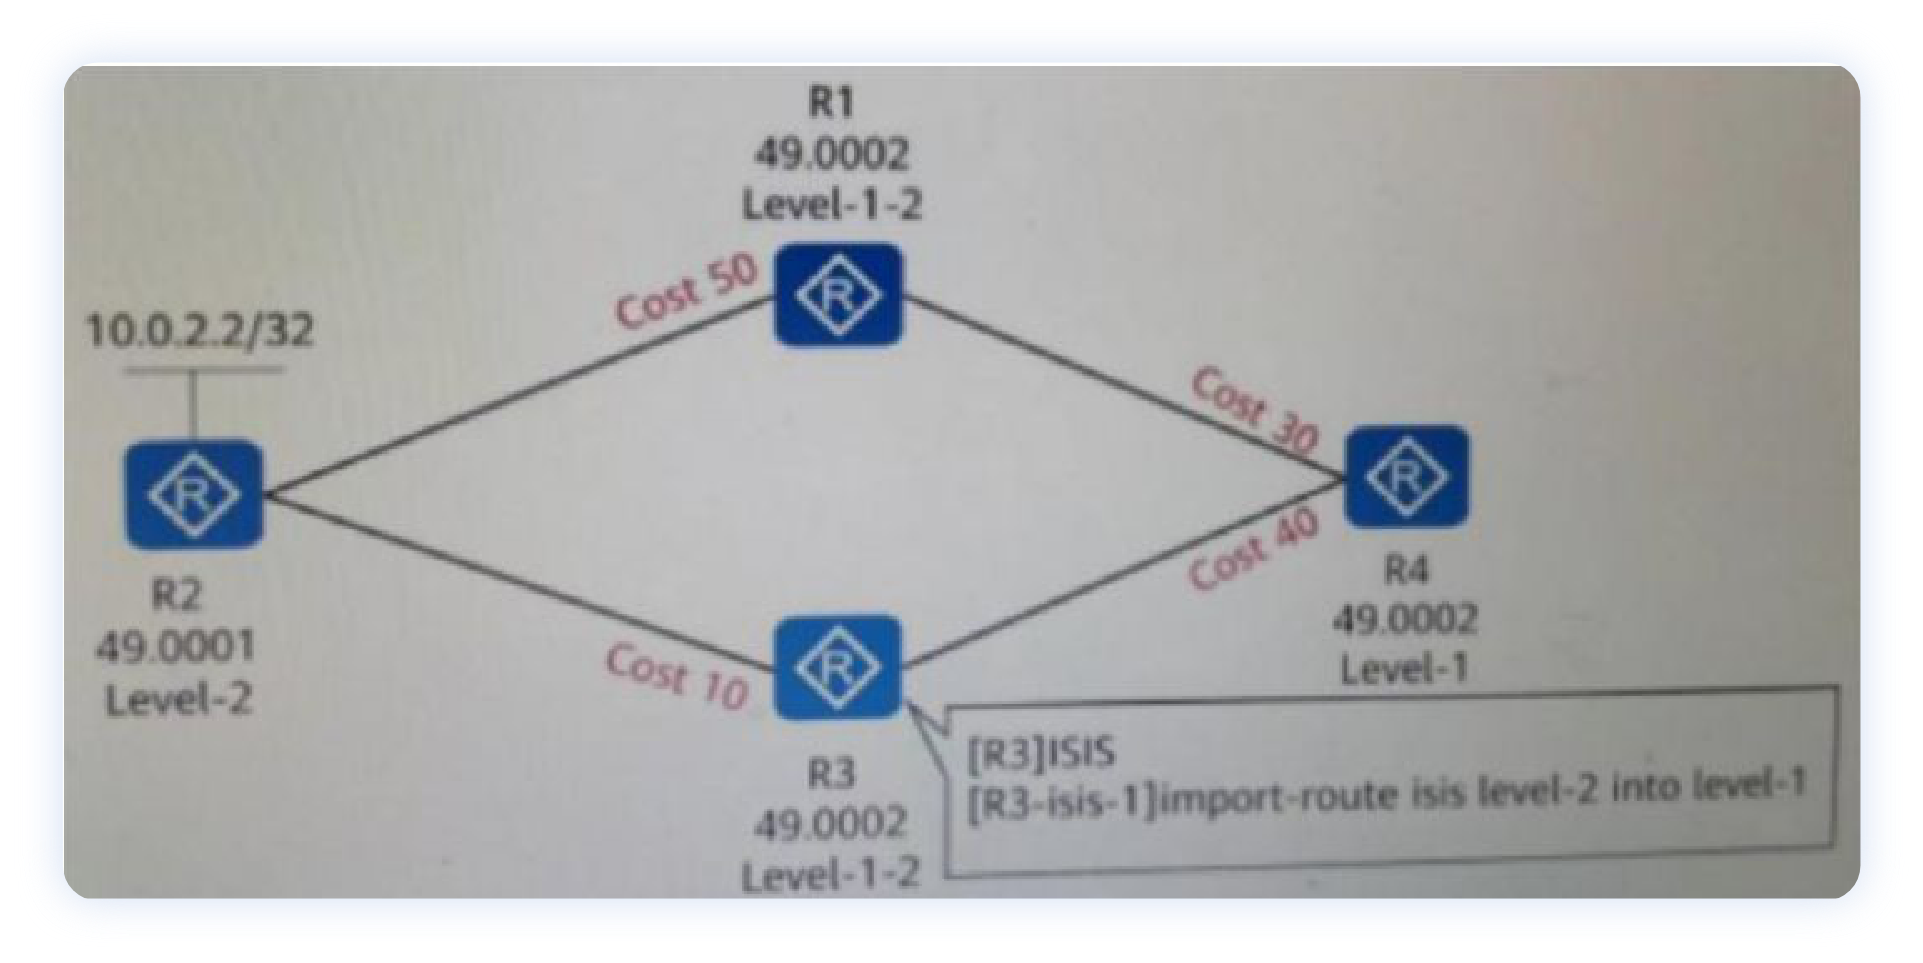 R1
49.0002
Level-1-2
Cost 50
10.0.2.2/32
Cost 30
R
R
R
Cost 40
R2
49.0001
Level-2
R4
49.0002
Level-1
Cost 10
R
R3
49.0002
Level-1-2
[R3]ISIS
[R3-isis-1]import-route isis level-2 into level-1